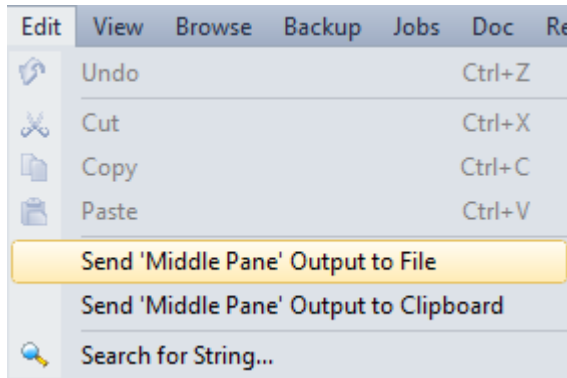 Edit View Browse Backup Jobs Doc Re
Undo Ctrl+Z
Cut Ctrl+X
Copy Ctrl+C
Paste Ctrl+V
Send 'Middle Pane' Output to File
Send 'Middle Pane' Output to Clipboard
Search for String...